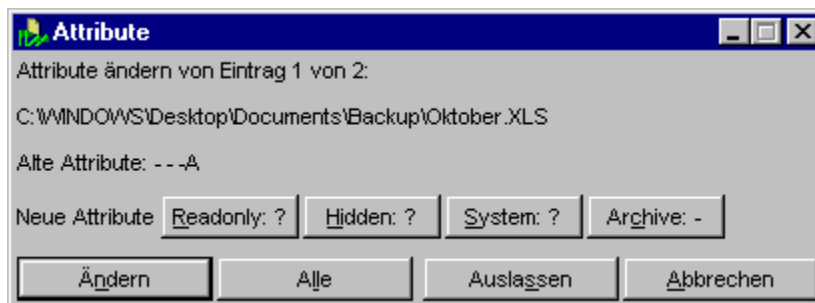 Attribute
Attribute ändern von Eintrag 1 von 2:
C:\WINDOWS\Desktop\Documents\Backup\Oktober.XLS
Alte Attribute: - - -A
Neue Attribute Readonly: ? Hidden: ? System: ? Archive: -
Ändern Alle Auslassen Abbrechen